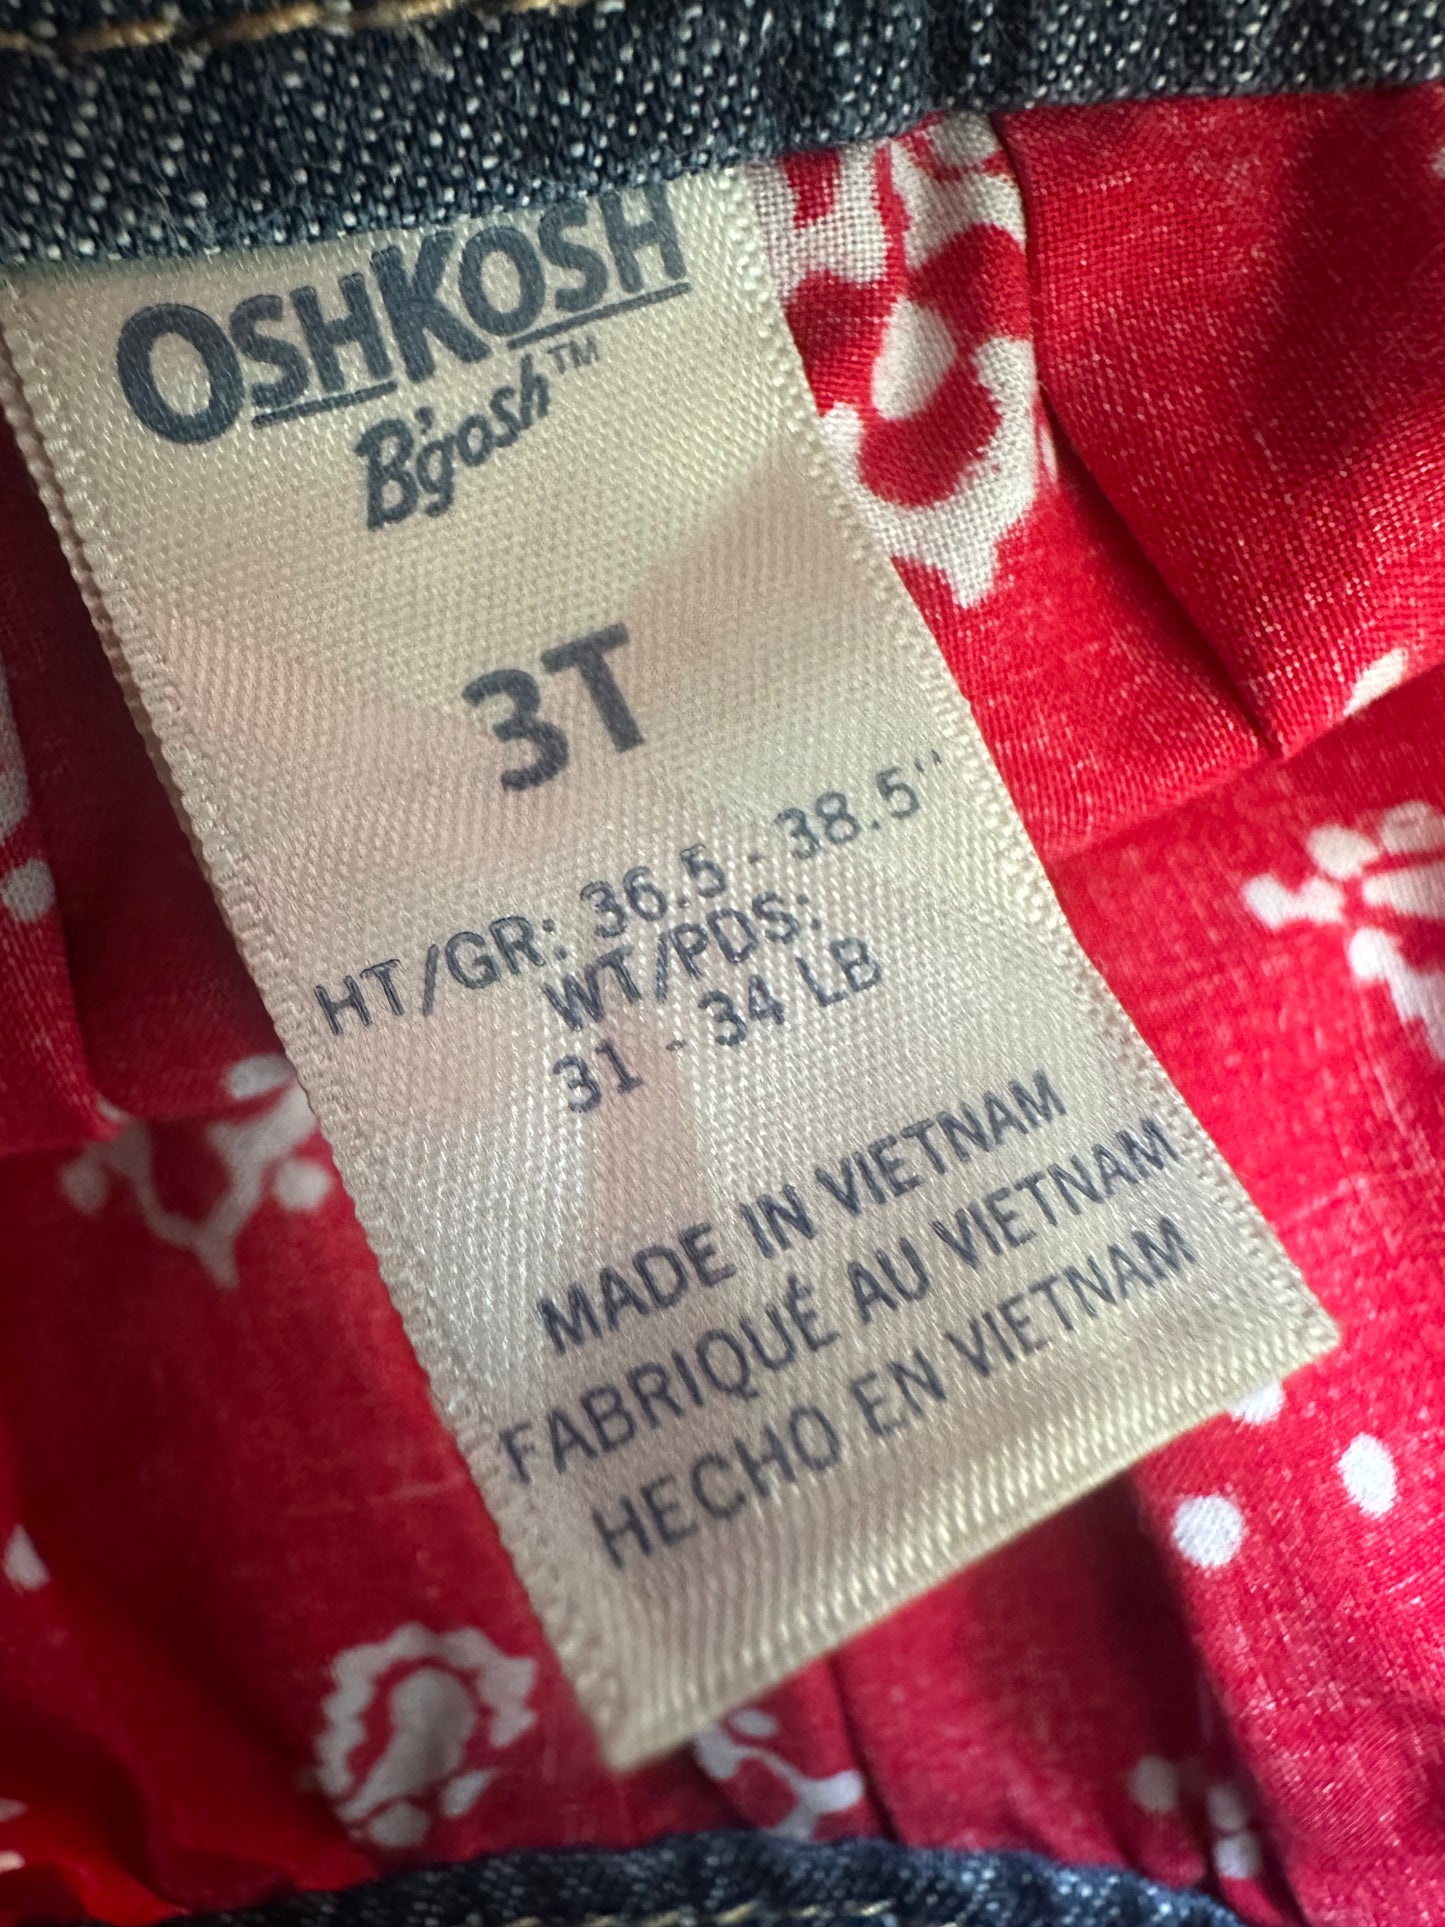 OSHKOSH
B'gosh™
3T
HT/GR: 36.5 - 38.5"
WT/PDS:
31 - 34 LB
MADE IN VIETNAM
FABRIQUÉ AU VIETNAM
HECHO EN VIETNAM